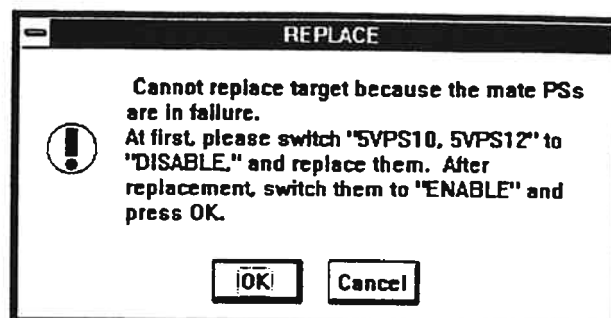 REPLACE
Cannot replace target because the mate PSs
are in failure.
At first, please switch "5VPS10, 5VPS12" to
"DISABLE," and replace them. After
replacement, switch them to "ENABLE" and
press OK.
OK
Cancel